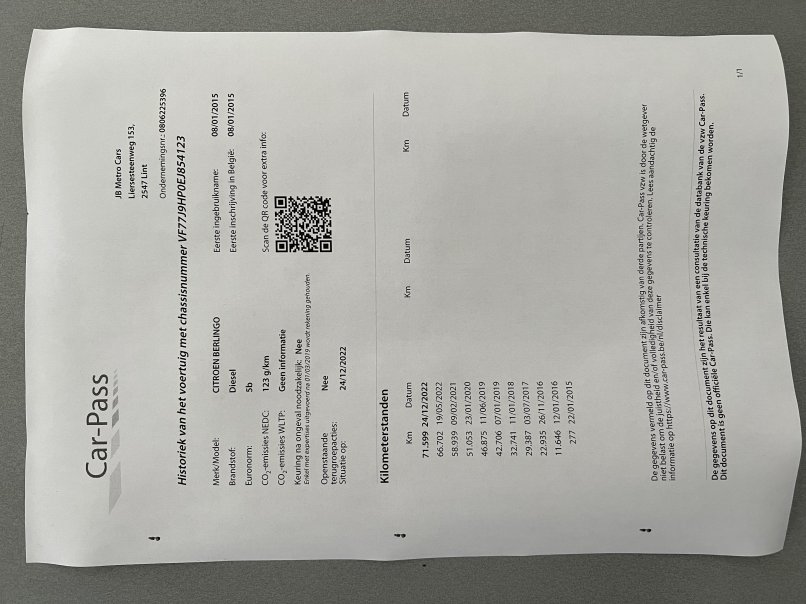 Car-Pass
JB Metro Cars
Liersesteenweg 153,
2547 Lint
Ondernemingsnr.: 0806225396
Historiek van het voertuig met chassisnummer VF77J9HP0EJ854123
Merk/Model: CITROEN BERLINGO Eerste ingebruikname: 08/01/2015
Brandstof: Diesel Eerste inschrijving in België: 08/01/2015
Euronorm: 5b
CO₂-emissies NEDC: 123 g/km Scan de QR code voor extra info:
CO₂-emissies WLTP: Geen informatie
Keuring na ongeval noodzakelijk: Nee
Enkel met expertises uitgevoerd na 01/03/2019 wordt rekening gehouden.
Openstaande Nee
terugroepacties:
Situatie op: 24/12/2022
Kilometerstanden
Km Datum Km Datum Km Datum
71.599 24/12/2022
66.702 19/05/2022
58.939 09/02/2021
51.053 23/01/2020
46.875 11/06/2019
42.706 07/01/2019
32.741 11/01/2018
29.387 03/07/2017
22.935 26/11/2016
11.646 12/01/2016
277 22/01/2015
De gegevens vermeld op dit document zijn afkomstig van derde partijen. Car-Pass vzw is door de wetgever
niet belast om de juistheid en/of volledigheid van deze gegevens te controleren. Lees aandachtig de
informatie op https://www.car-pass.be/nl/disclaimer
De gegevens op dit document zijn het resultaat van een consultatie van de databank van de vzw Car-Pass.
Dit document is geen officiële Car-Pass. Die kan enkel bij de technische keuring bekomen worden.
1/1